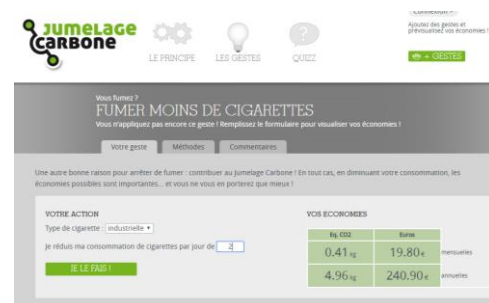 Connexion
JUMELAGE
CARBONE
LE PRINCIPE
LES GESTES
QUIZZ
Ajoutez des gestes et
prévisualisez vos économies !
+ GESTES
Vous fumez ?
FUMER MOINS DE CIGARETTES
Vous n'appliquez pas encore ce geste ! Remplissez le formulaire pour visualiser vos économies !
Votre geste
Méthodes
Commentaires
Une autre bonne raison pour arrêter de fumer : contribuer au Jumelage Carbone ! En tout cas, en diminuant votre consommation, les
économies possibles sont importantes... et vous ne vous en porterez que mieux !
VOTRE ACTION
Type de cigarette : industrielle
Je réduis ma consommation de cigarettes par jour de 2
JE LE FAIS !
VOS ECONOMIES
Eq. CO2 Euros
0.41 kg 19.80 € mensuelles
4.96 kg 240.90 € annuelles